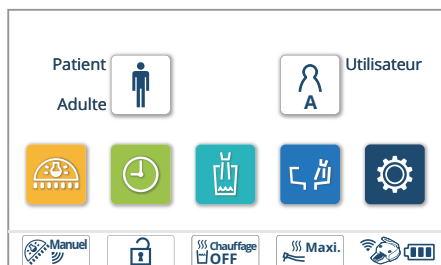 Patient
Utilisateur
Adulte
A
Manuel
Chauffage
OFF
Maxi.